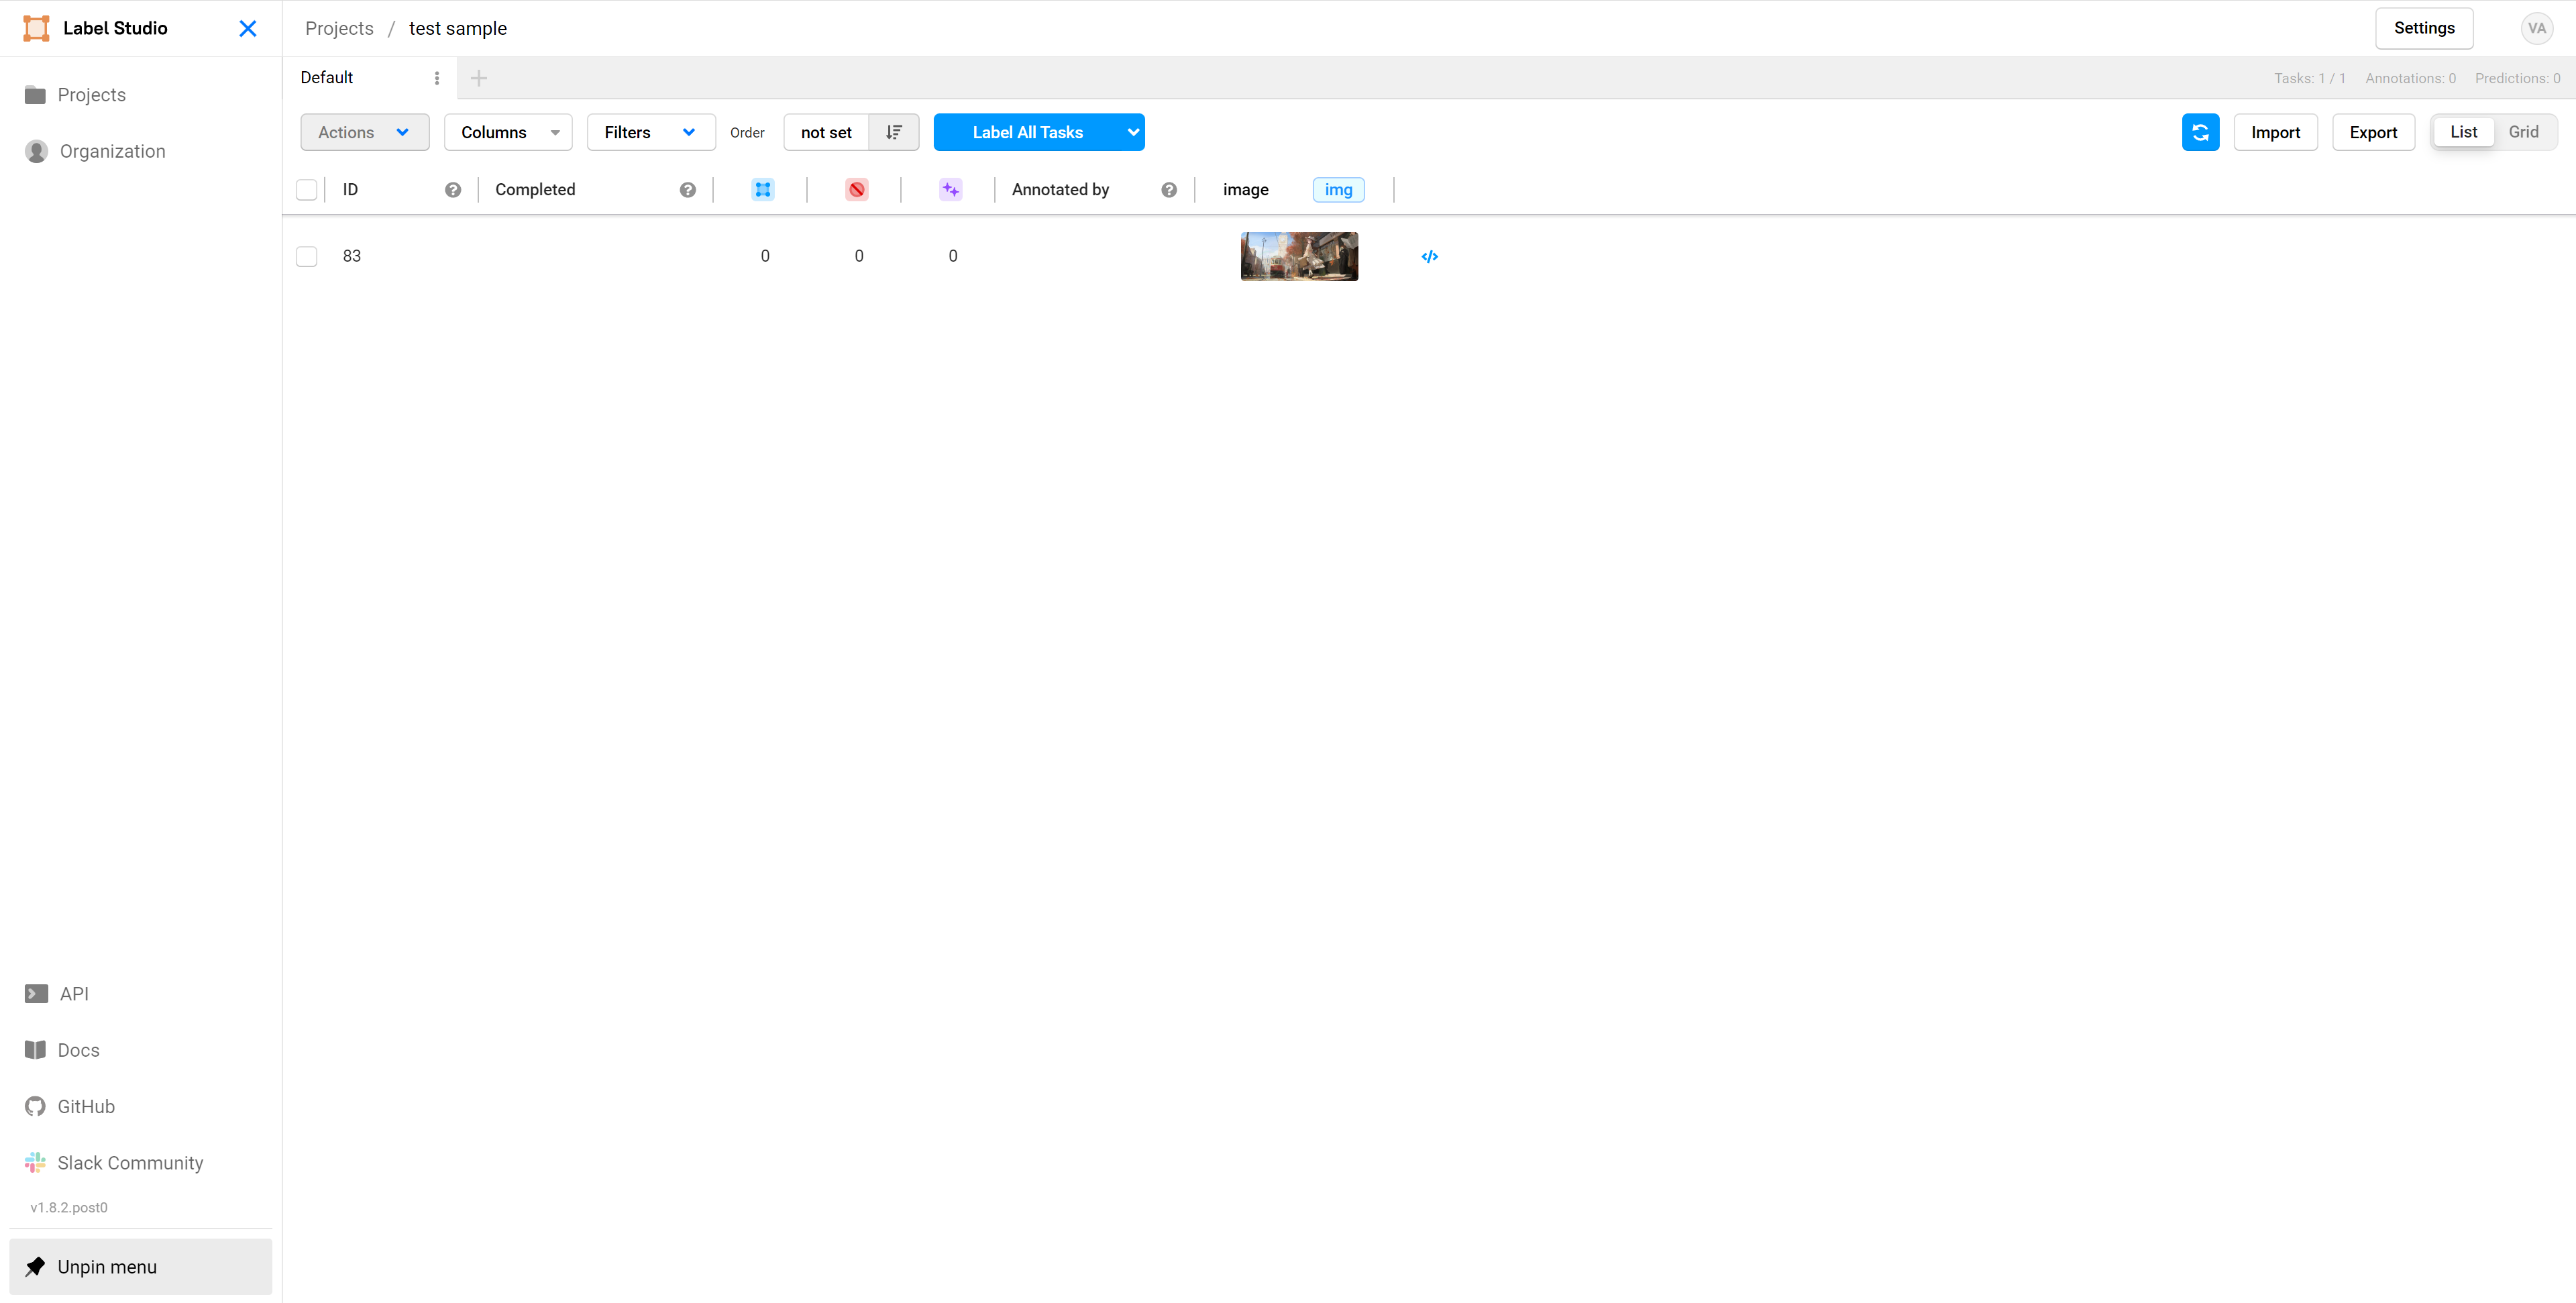 Label Studio
Projects / test sample
Settings
VA
Projects
Organization
Default
Tasks: 1 / 1 Annotations: 0 Predictions: 0
Actions Columns Filters Order not set Label All Tasks Import Export List Grid
ID Completed Annotated by image img
83 0 0 0
API
Docs
GitHub
Slack Community
v1.8.2.post0
Unpin menu